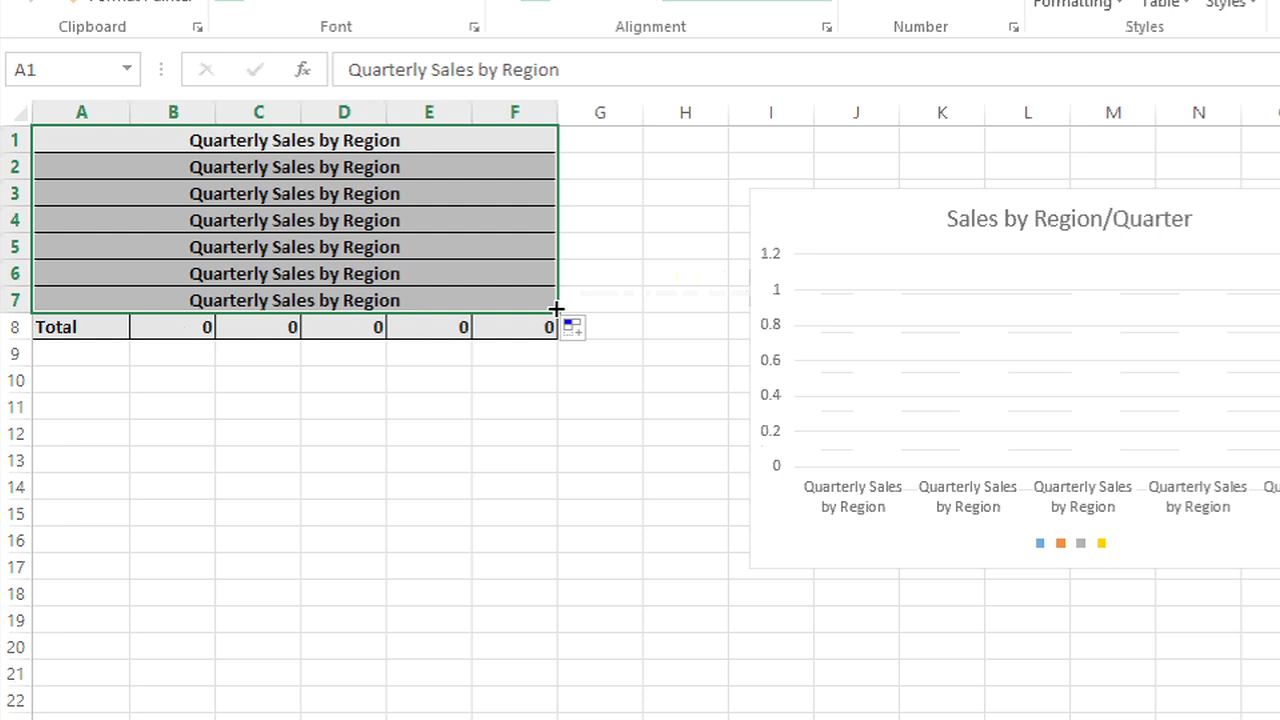 Formatting Table Styles
Clipboard Font Alignment Number Styles
A1 fx Quarterly Sales by Region
A B C D E F G H I J K L M N
1 Quarterly Sales by Region
2 Quarterly Sales by Region
3 Quarterly Sales by Region
4 Quarterly Sales by Region
5 Quarterly Sales by Region
6 Quarterly Sales by Region
7 Quarterly Sales by Region
8 Total 0 0 0 0 0
9
10
11
12
13
14
15
16
17
18
19
20
21
22
Sales by Region/Quarter
1.2
1
0.8
0.6
0.4
0.2
0
Quarterly Sales Quarterly Sales Quarterly Sales Quarterly Sales Qu
by Region by Region by Region by Region